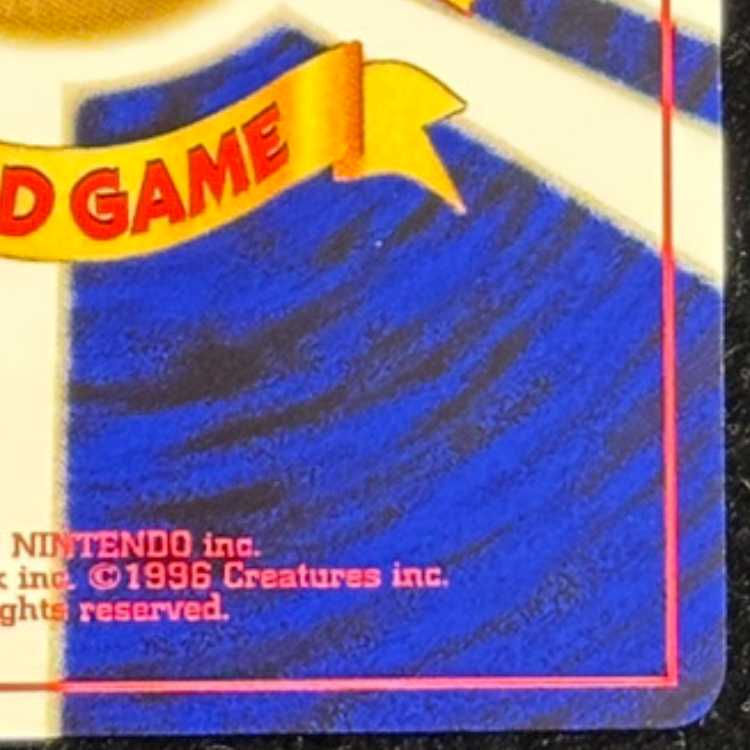 D GAME
NINTENDO inc.
k inc. ©1996 Creatures inc.
ghts reserved.